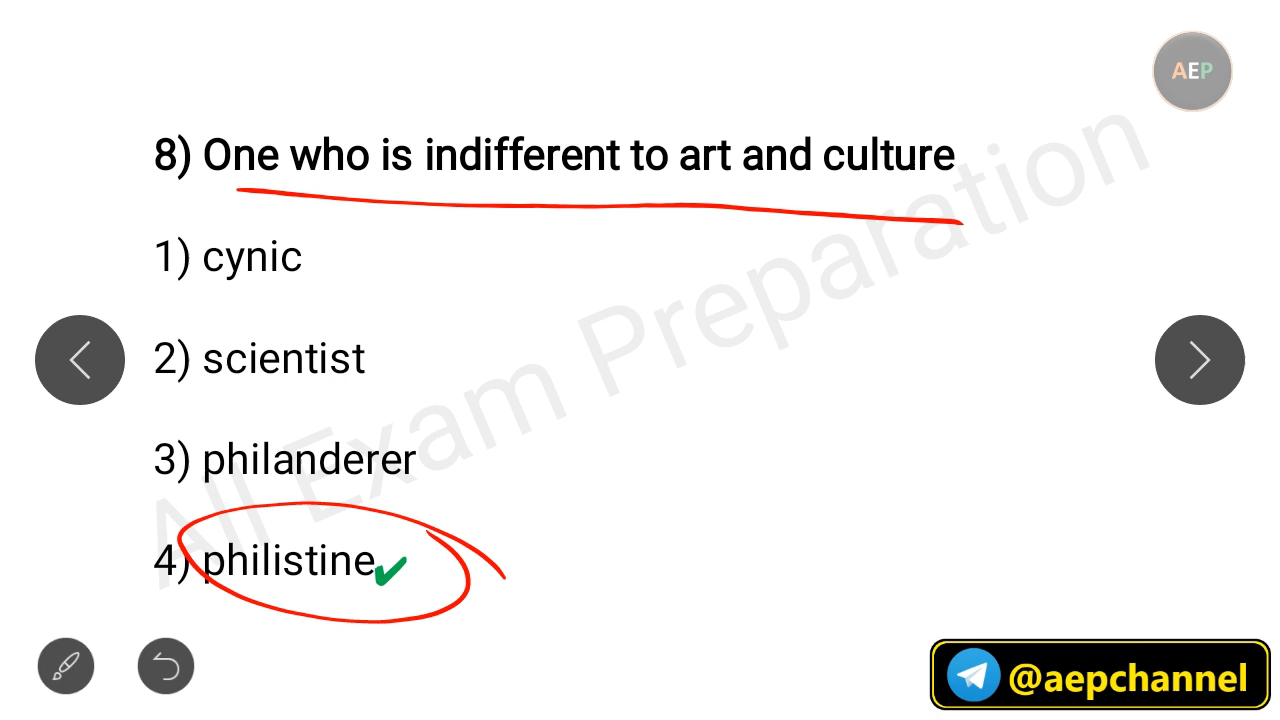 AEP
8) One who is indifferent to art and culture
1) cynic
2) scientist
3) philanderer
4) philistine
All Exam Preparation
@aepchannel